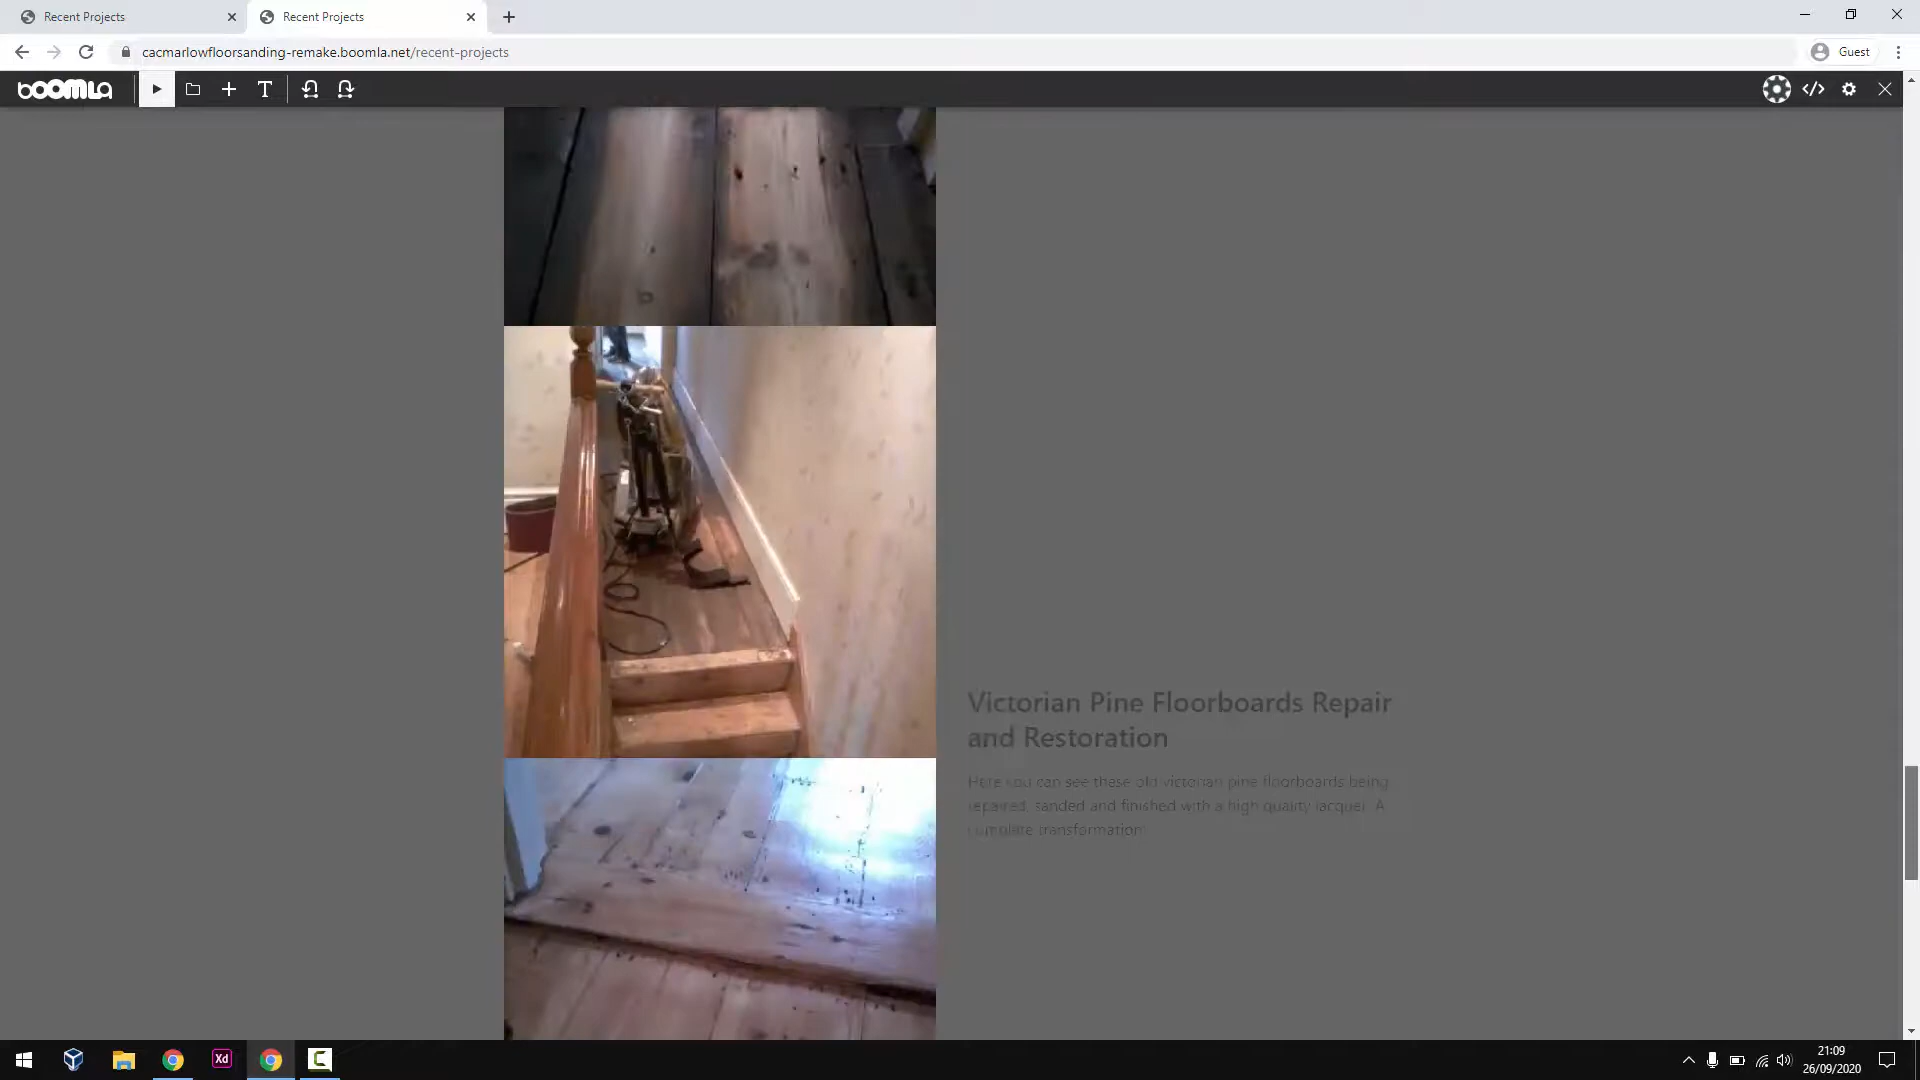 Recent Projects
Recent Projects
cacmarlowfloorsanding-remake.boomla.net/recent-projects
Guest
boomla
T
Victorian Pine Floorboards Repair
and Restoration
Here you can see these old victorian pine floorboards being
repaired, sanded and finished with a high quality lacquer. A
complete transformation
Xd
21:09
26/09/2020